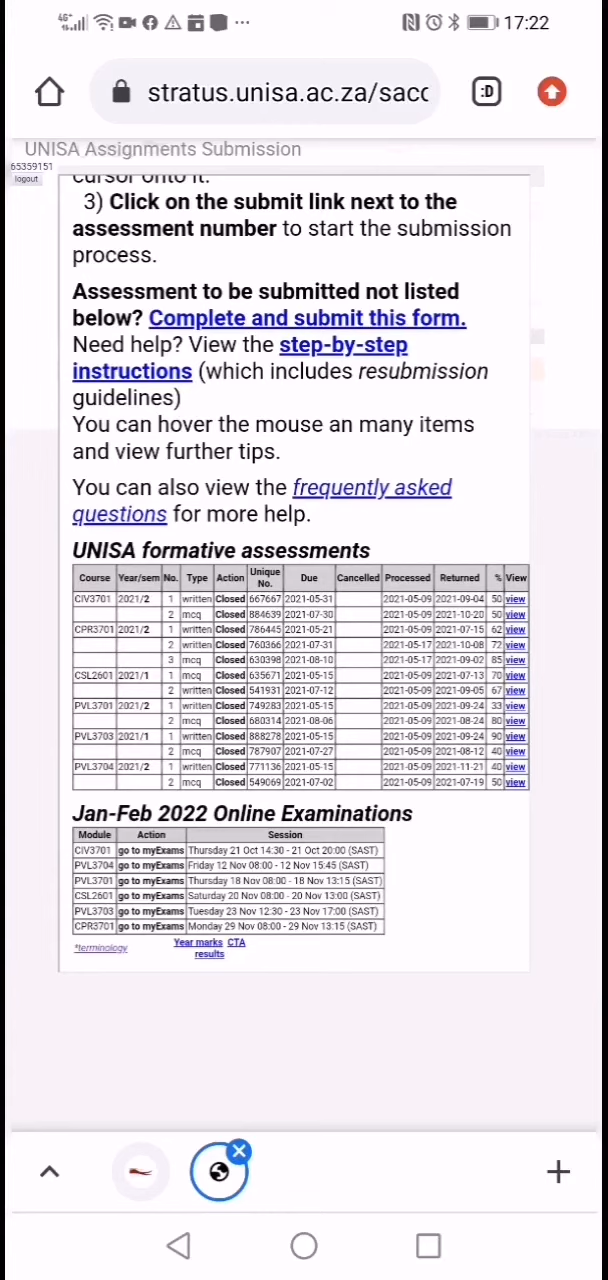 4G+ 17:22
stratus.unisa.ac.za/sacc :D
UNISA Assignments Submission
65359151
logout
cursor onto it.
3) Click on the submit link next to the
assessment number to start the submission
process.
Assessment to be submitted not listed
below? Complete and submit this form.
Need help? View the step-by-step
instructions (which includes resubmission
guidelines)
You can hover the mouse an many items
and view further tips.
You can also view the frequently asked
questions for more help.
UNISA formative assessments
Course Year/sem No. Type Action Unique No. Due Cancelled Processed Returned % View
CIV3701 2021/2 1 written Closed 667667 2021-05-31 2021-05-09 2021-09-04 50 view
2 mcq Closed 884639 2021-07-30 2021-05-09 2021-10-20 50 view
CPR3701 2021/2 1 written Closed 786445 2021-05-21 2021-05-09 2021-07-15 62 view
2 written Closed 760366 2021-07-31 2021-05-17 2021-10-08 72 view
3 mcq Closed 630398 2021-08-10 2021-05-17 2021-09-02 85 view
CSL2601 2021/1 1 mcq Closed 635671 2021-05-15 2021-05-09 2021-07-13 70 view
2 written Closed 541931 2021-07-12 2021-05-09 2021-09-05 67 view
PVL3701 2021/2 1 written Closed 749283 2021-05-15 2021-05-09 2021-09-24 33 view
2 mcq Closed 680314 2021-08-06 2021-05-09 2021-08-24 80 view
PVL3703 2021/1 1 written Closed 888278 2021-05-15 2021-05-09 2021-09-24 90 view
2 mcq Closed 787907 2021-07-27 2021-05-09 2021-08-12 40 view
PVL3704 2021/2 1 written Closed 771136 2021-05-15 2021-05-09 2021-11-21 40 view
2 mcq Closed 549069 2021-07-02 2021-05-09 2021-07-19 50 view
Jan-Feb 2022 Online Examinations
Module Action Session
CIV3701 go to myExams Thursday 21 Oct 14:30 - 21 Oct 20:00 (SAST)
PVL3704 go to myExams Friday 12 Nov 08:00 - 12 Nov 15:45 (SAST)
PVL3701 go to myExams Thursday 18 Nov 08:00 - 18 Nov 13:15 (SAST)
CSL2601 go to myExams Saturday 20 Nov 08:00 - 20 Nov 13:00 (SAST)
PVL3703 go to myExams Tuesday 23 Nov 12:30 - 23 Nov 17:00 (SAST)
CPR3701 go to myExams Monday 29 Nov 08:00 - 29 Nov 13:15 (SAST)
*terminology Year marks CTA
results